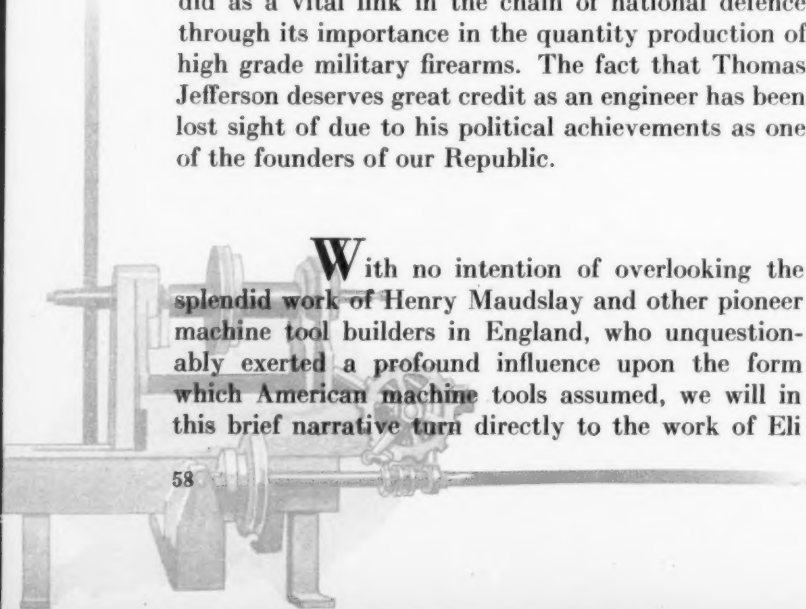 did as a vital link in the chain of national defence
through its importance in the quantity production of
high grade military firearms. The fact that Thomas
Jefferson deserves great credit as an engineer has been
lost sight of due to his political achievements as one
of the founders of our Republic.
With no intention of overlooking the
splendid work of Henry Maudslay and other pioneer
machine tool builders in England, who unquestion-
ably exerted a profound influence upon the form
which American machine tools assumed, we will in
this brief narrative turn directly to the work of Eli
58